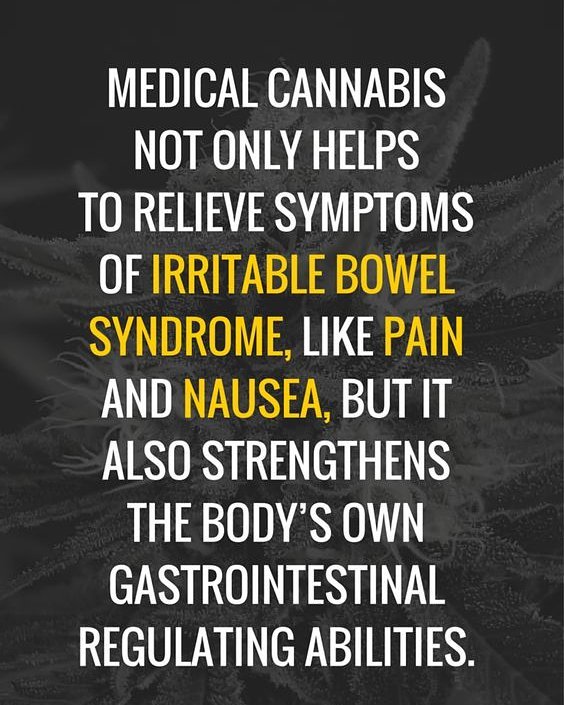 MEDICAL CANNABIS
NOT ONLY HELPS
TO RELIEVE SYMPTOMS
OF IRRITABLE BOWEL
SYNDROME, LIKE PAIN
AND NAUSEA, BUT IT
ALSO STRENGTHENS
THE BODY’S OWN
GASTROINTESTINAL
REGULATING ABILITIES.